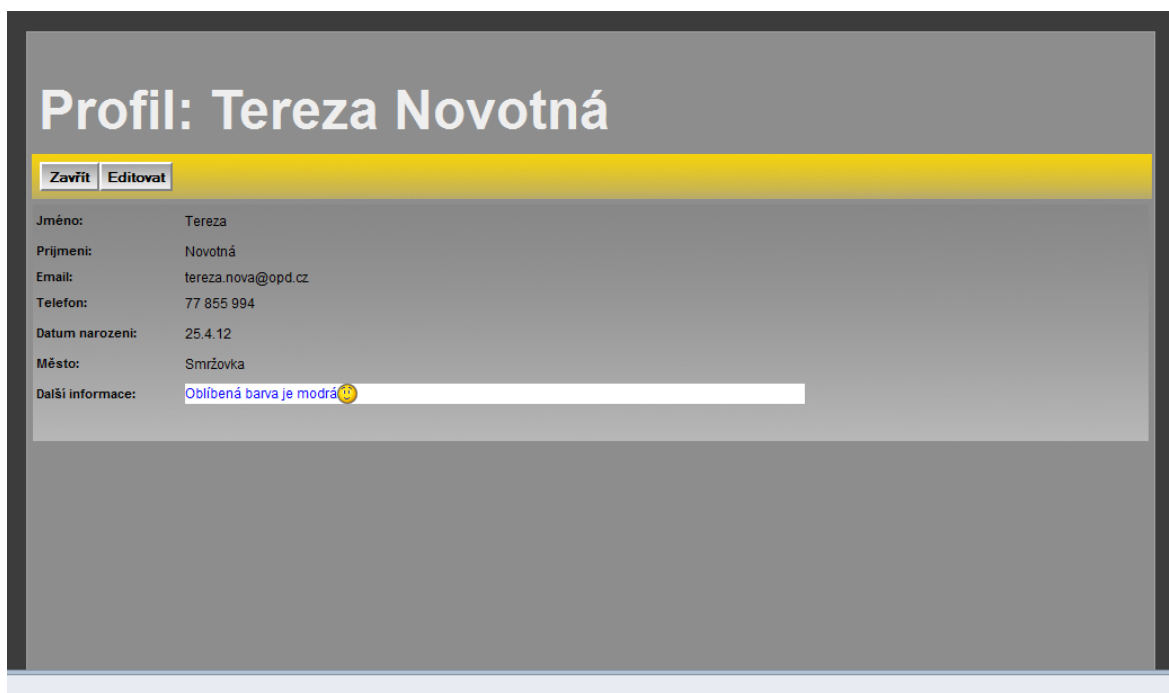 Profil: Tereza Novotná
Zavřít Editovat
Jméno: Tereza
Prijmeni: Novotná
Email: tereza.nova@opd.cz
Telefon: 77 855 994
Datum narozeni: 25.4.12
Město: Smržovka
Další informace: Oblíbená barva je modrá